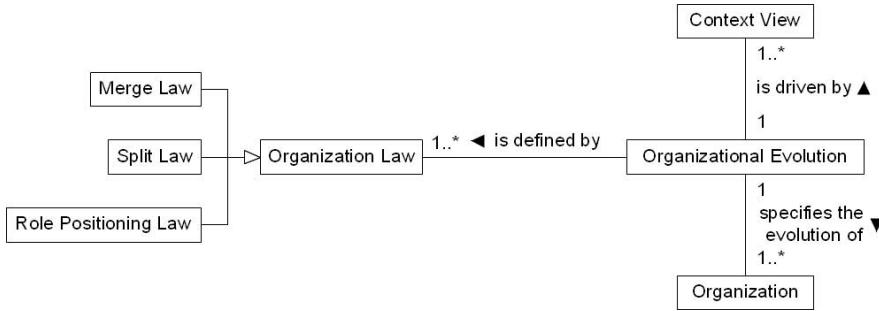 Context View
1..*
is driven by ▲
1
Merge Law
Split Law
Organization Law
1..* ◄ is defined by
Organizational Evolution
Role Positioning Law
1
specifies the
evolution of ▼
1..*
Organization